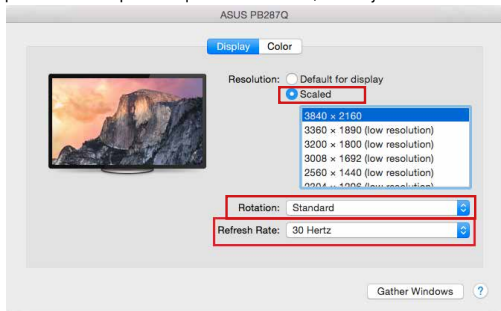 ASUS PB287Q
Display Color
Resolution: Default for display
Scaled
3840 × 2160
3360 × 1890 (low resolution)
3200 × 1800 (low resolution)
3008 × 1692 (low resolution)
2560 × 1440 (low resolution)
Rotation: Standard
Refresh Rate: 30 Hertz
Gather Windows ?